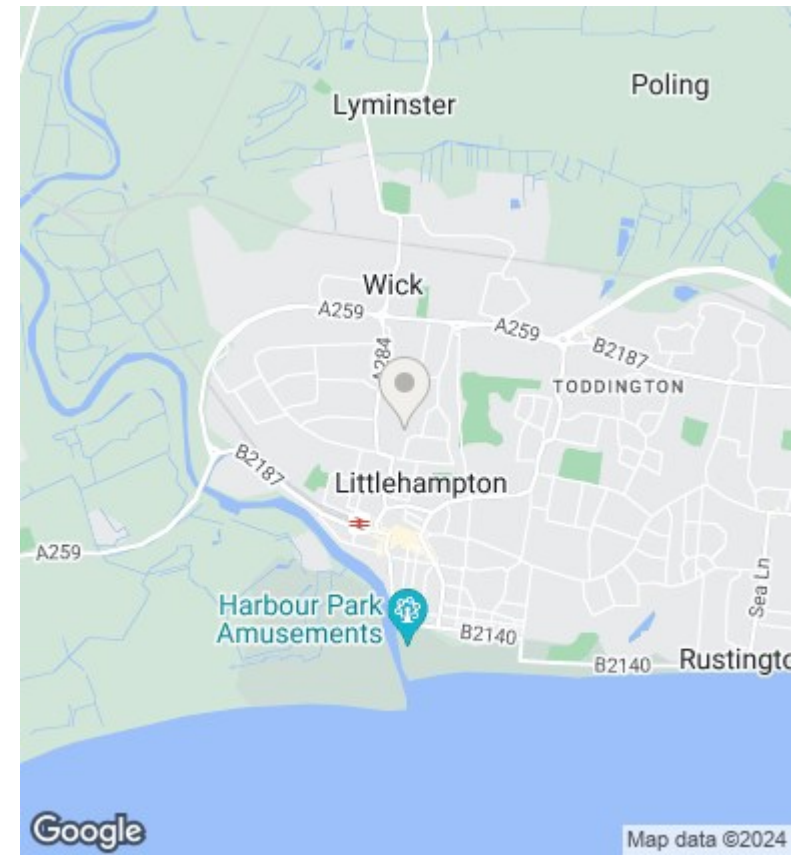 Poling
Lyminster
Wick
A259
A259
B2187
A284
TODDINGTON
B2187
Littlehampton
A259
Sea Ln
Harbour Park
Amusements
B2140
B2140
Rustingto
Google
Map data ©2024